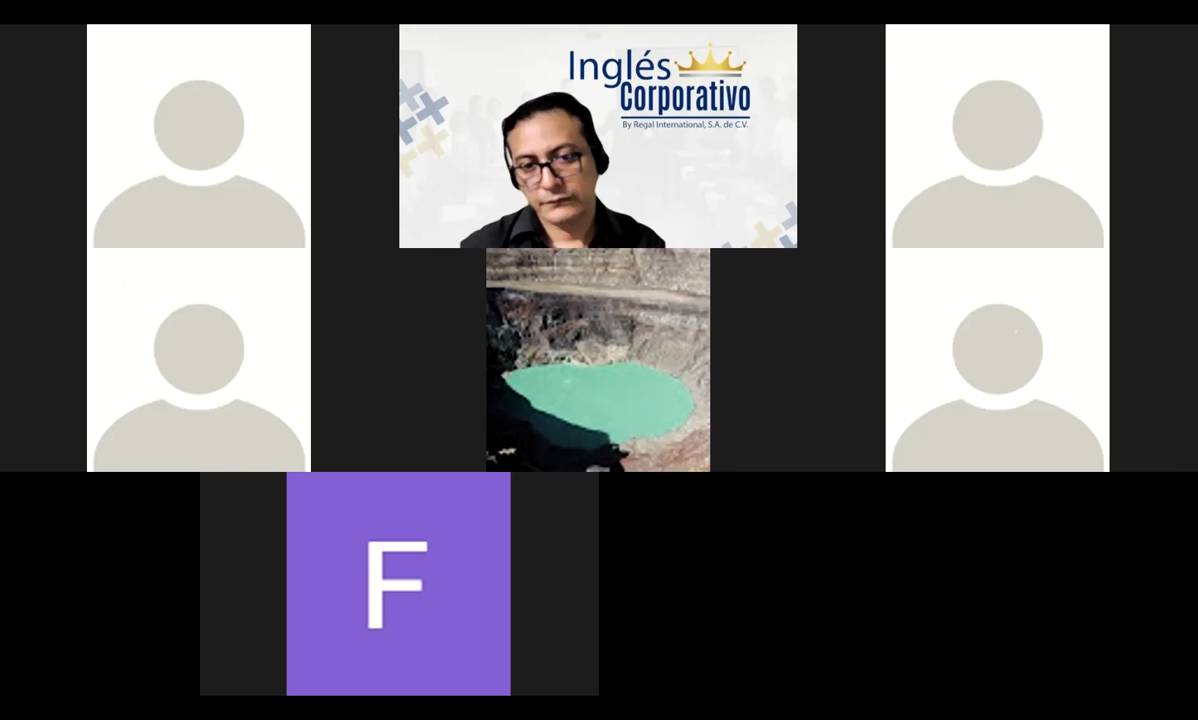 Inglés
Corporativo
By Regal International, S.A. de C.V.
F